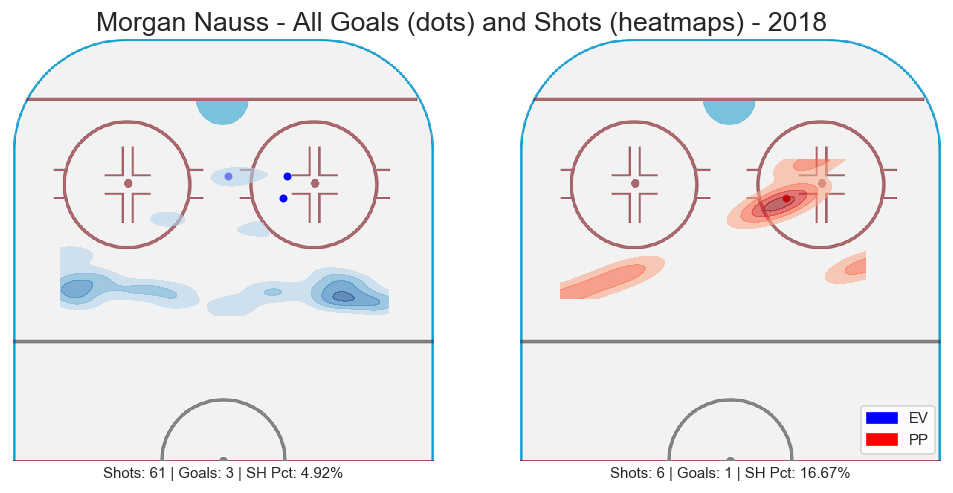 Morgan Nauss - All Goals (dots) and Shots (heatmaps) - 2018
EV
PP
Shots: 61 | Goals: 3 | SH Pct: 4.92%
Shots: 6 | Goals: 1 | SH Pct: 16.67%